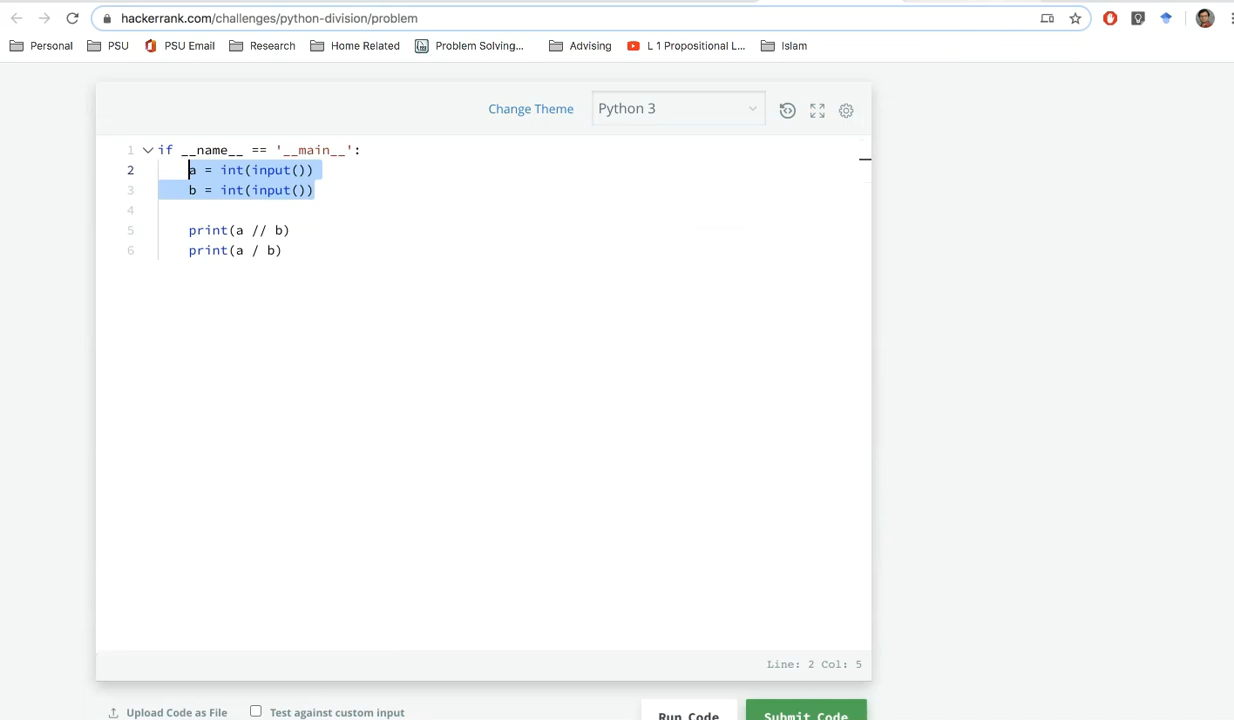 hackerrank.com/challenges/python-division/problem
Personal PSU PSU Email Research Home Related Problem Solving... Advising L 1 Propositional L... Islam
Change Theme Python 3
1 if __name__ == '__main__':
2 a = int(input())
3 b = int(input())
4
5 print(a // b)
6 print(a / b)
Line: 2 Col: 5
Upload Code as File Test against custom input Run Code Submit Code